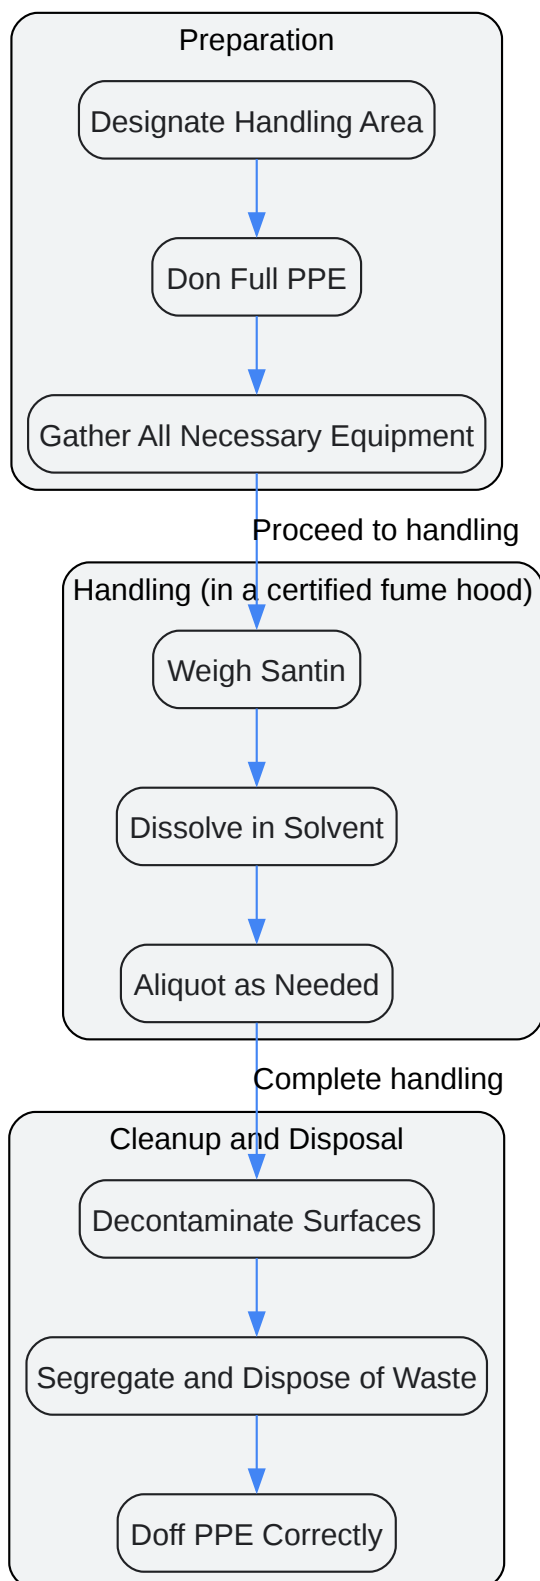 Preparation
Designate Handling Area
Don Full PPE
Gather All Necessary Equipment
Proceed to handling
Handling (in a certified fume hood)
Weigh Santin
Dissolve in Solvent
Aliquot as Needed
Complete handling
Cleanup and Disposal
Decontaminate Surfaces
Segregate and Dispose of Waste
Doff PPE Correctly